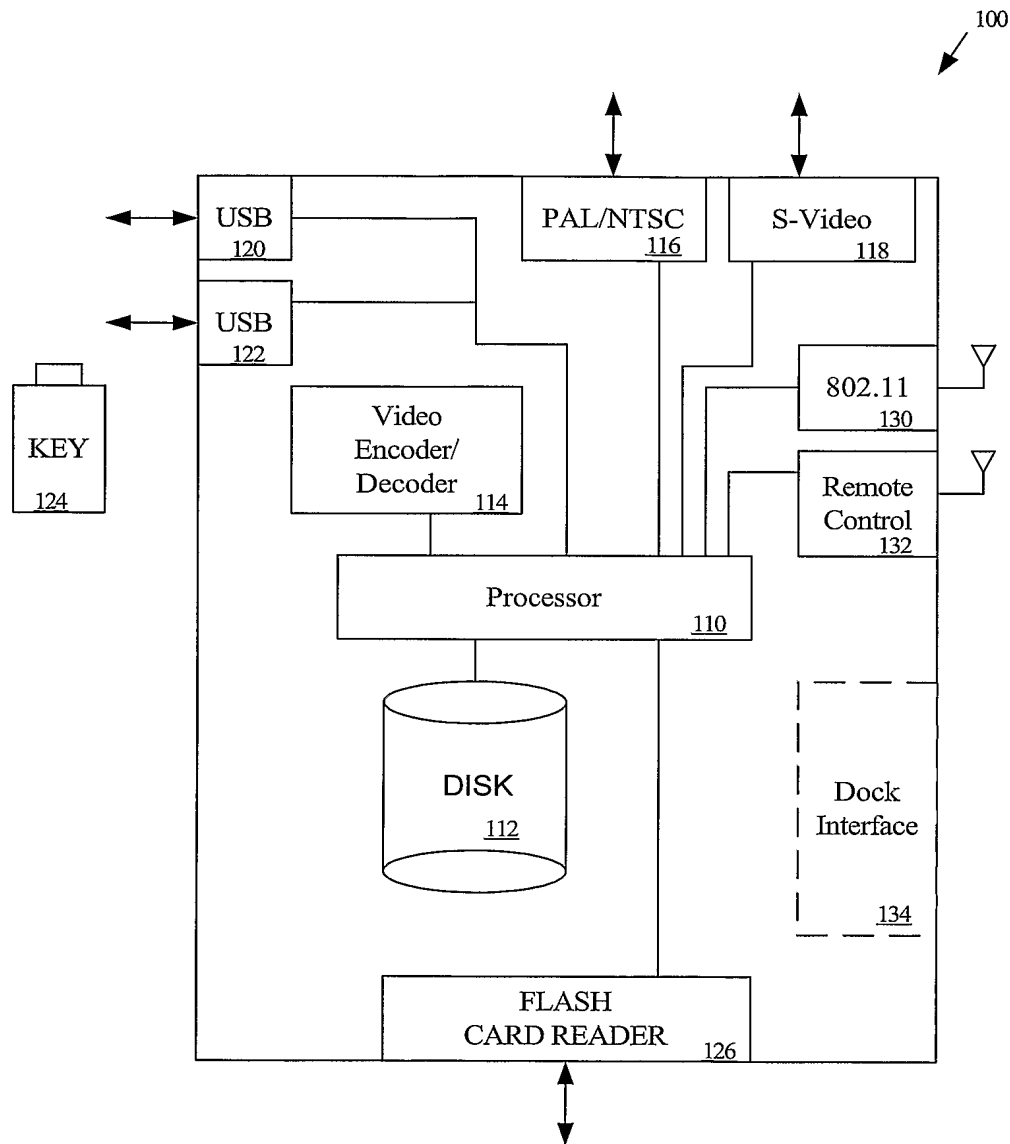 100
USB
120
PAL/NTSC
116
S-Video
118
USB
122
802.11
130
KEY
124
Video
Encoder/
Decoder
114
Remote
Control
132
Processor
110
DISK
112
Dock
Interface
134
FLASH
CARD READER
126